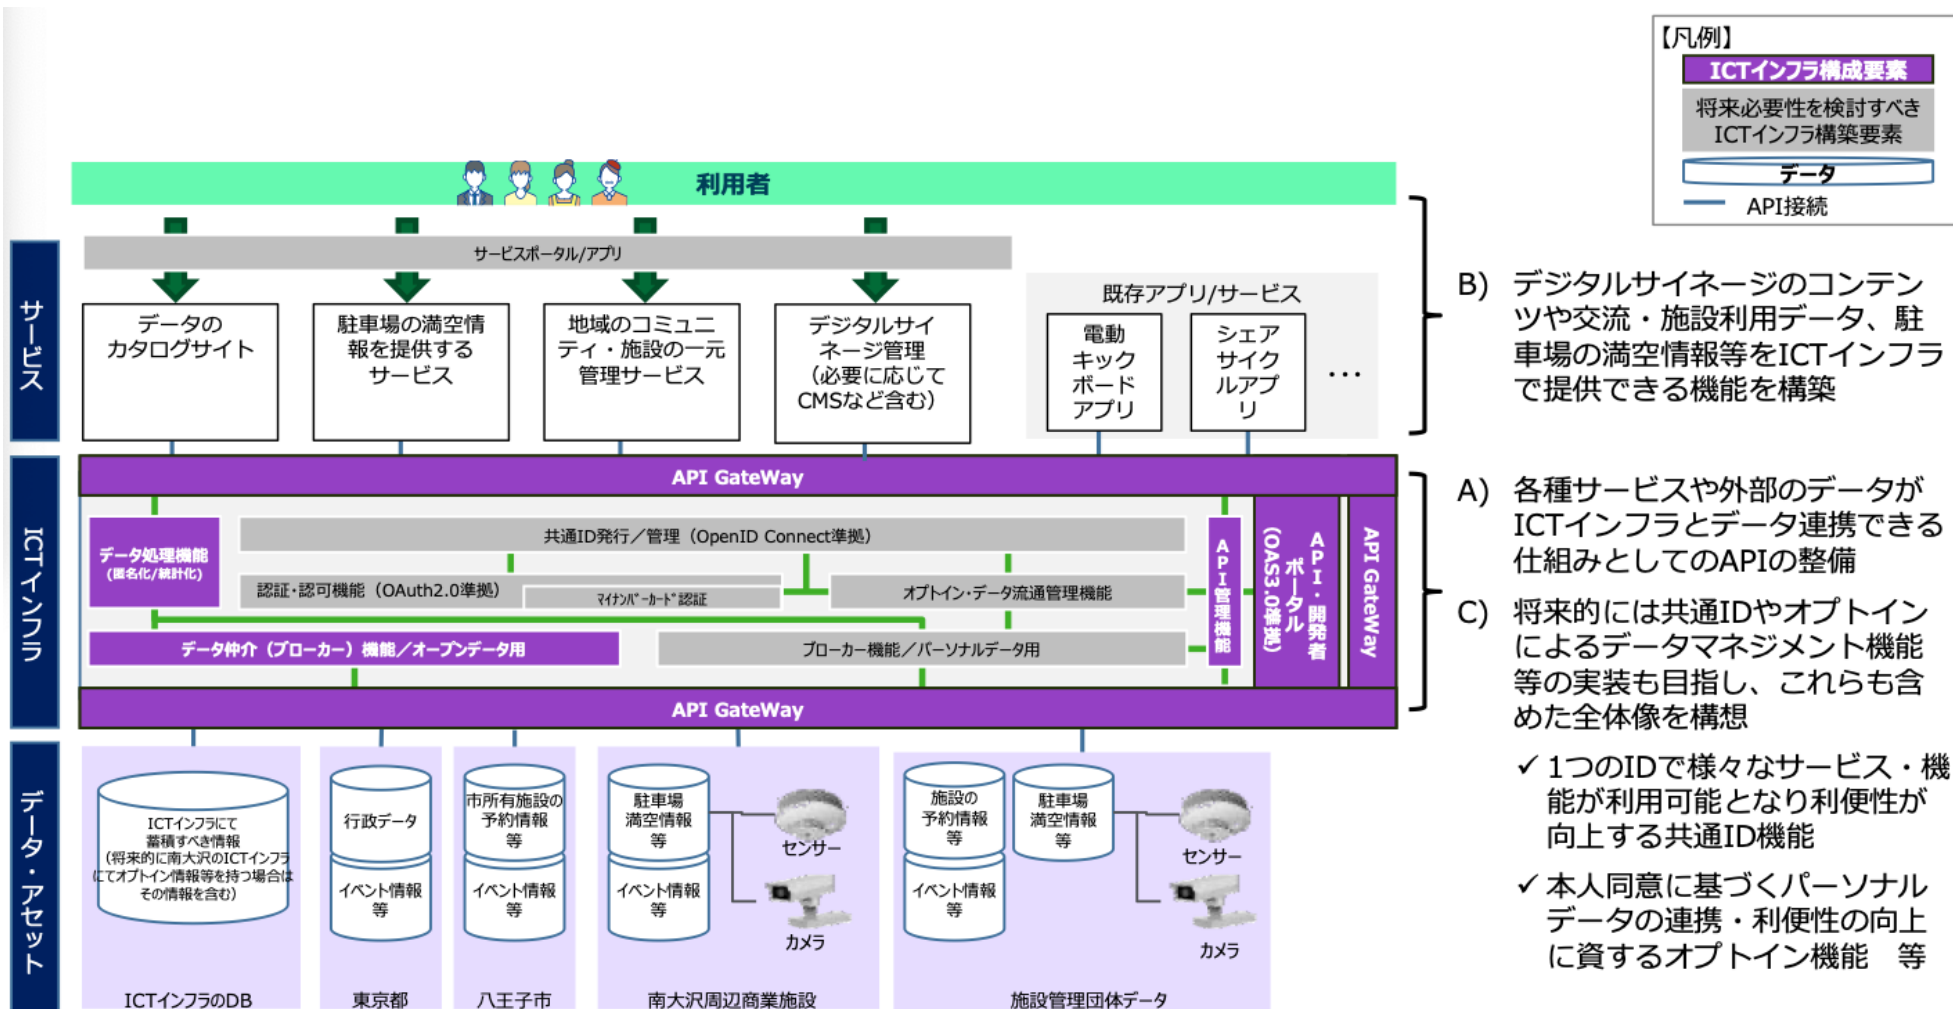 【凡例】
ICTインフラ構成要素
将来必要性を検討すべき
ICTインフラ構築要素
データ
API接続
利用者
サービス
サービスポータル/アプリ
データの
カタログサイト
駐車場の満空情
報を提供する
サービス
地域のコミュニ
ティ・施設の一元
管理サービス
デジタルサイ
ネージ管理
（必要に応じて
CMSなど含む）
既存アプリ/サービス
電動
キック
ボード
アプリ
シェア
サイク
ルアプ
リ
…
B) デジタルサイネージのコンテン
ツや交流・施設利用データ、駐
車場の満空情報等をICTインフラ
で提供できる機能を構築
ICTインフラ
API GateWay
データ処理機能
(匿名化/統計化)
共通ID発行／管理（OpenID Connect準拠）
認証・認可機能（OAuth2.0準拠）
マイナンバーカード認証
オプトイン・データ流通管理機能
データ仲介（ブローカー）機能／オープンデータ用
ブローカー機能／パーソナルデータ用
API管理機能
API・開発者
ポータル
(OAS3.0準拠)
API GateWay
API GateWay
A) 各種サービスや外部のデータが
ICTインフラとデータ連携できる
仕組みとしてのAPIの整備
C) 将来的には共通IDやオプトイン
によるデータマネジメント機能
等の実装も目指し、これらも含
めた全体像を構想
✓ 1つのIDで様々なサービス・機
能が利用可能となり利便性が
向上する共通ID機能
✓ 本人同意に基づくパーソナル
データの連携・利便性の向上
に資するオプトイン機能　等
データ・アセット
ICTインフラにて
蓄積すべき情報
（将来的に南大沢のICTインフラ
にてオプトイン情報等を持つ場合は
その情報を含む）
ICTインフラのDB
行政データ
イベント情報
等
東京都
市所有施設の
予約情報
等
イベント情報
等
八王子市
駐車場
満空情報
等
イベント情報
等
センサー
カメラ
南大沢周辺商業施設
施設の
予約情報
等
イベント情報
等
駐車場
満空情報
等
センサー
カメラ
施設管理団体データ